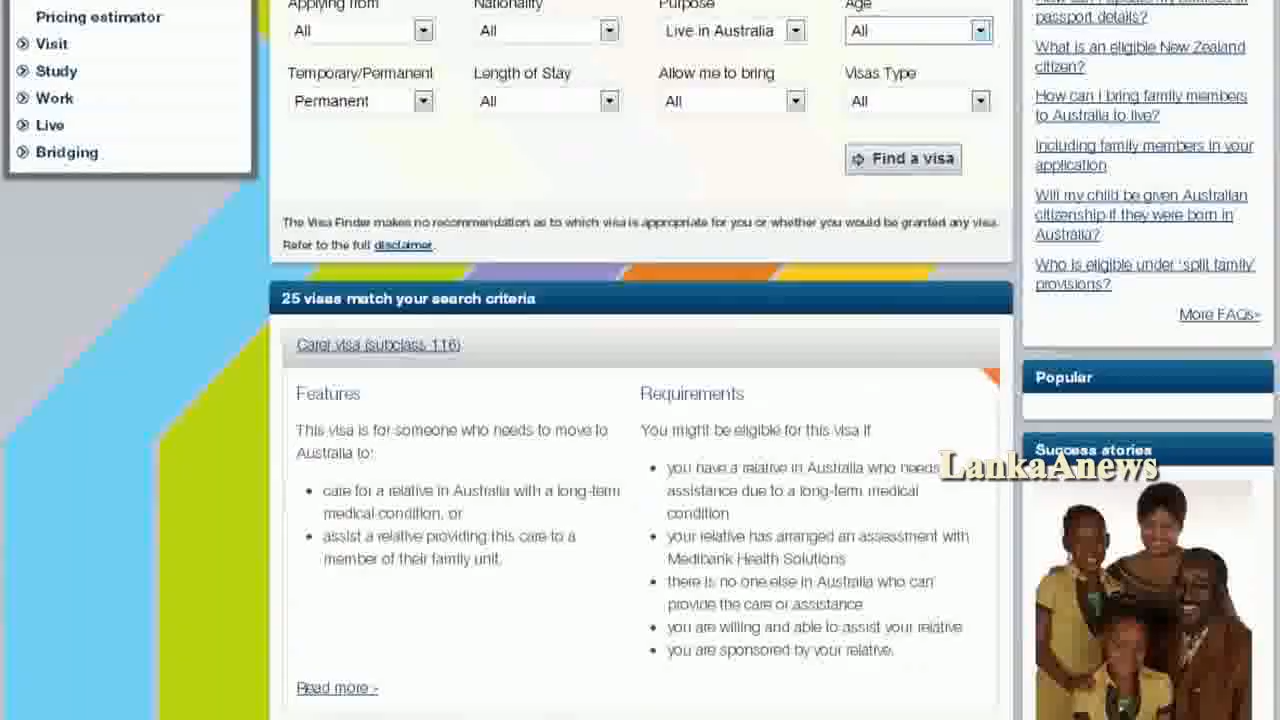 Pricing estimator
Visit
Study
Work
Live
Bridging
Applying from
Nationality
Purpose
Age
All
All
Live in Australia
All
Temporary/Permanent
Length of Stay
Allow me to bring
Visas Type
Permanent
All
All
All
Find a visa
The Visa Finder makes no recommendation as to which visa is appropriate for you or whether you would be granted any visa.
Refer to the full disclaimer.
25 visas match your search criteria
Carer visa (subclass 116)
Features
This visa is for someone who needs to move to
Australia to:
care for a relative in Australia with a long-term
medical condition, or
assist a relative providing this care to a
member of their family unit.
Read more
Requirements
You might be eligible for this visa if
you have a relative in Australia who needs
assistance due to a long-term medical
condition
your relative has arranged an assessment with
Medibank Health Solutions
there is no one else in Australia who can
provide the care or assistance
you are willing and able to assist your relative
you are sponsored by your relative.
passport details?
What is an eligible New Zealand
citizen?
How can I bring family members
to Australia to live?
Including family members in your
application
Will my child be given Australian
citizenship if they were born in
Australia?
Who is eligible under 'split family'
provisions?
More FAQs»
Popular
Success stories
LankaAnews